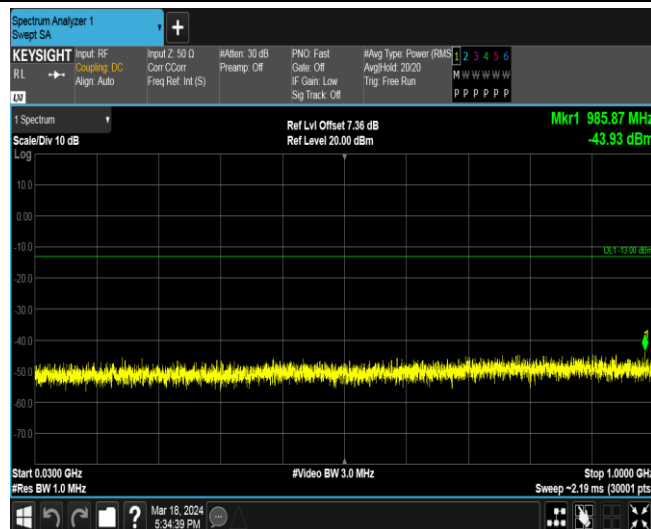 Spectrum Analyzer 1
Swept SA
+
KEYSIGHT
RL
LXI
Input: RF
Coupling: DC
Align: Auto
Input Z: 50 Ω
Corr CCorr
Freq Ref: Int (S)
#Atten: 30 dB
Preamp: Off
PNO: Fast
Gate: Off
IF Gain: Low
Sig Track: Off
#Avg Type: Power (RMS
Avg|Hold: 20/20
Trig: Free Run
1 2 3 4 5 6
M W W W W W
P P P P P P
1 Spectrum
Scale/Div 10 dB
Ref Lvl Offset 7.36 dB
Ref Level 20.00 dBm
Mkr1 985.87 MHz
-43.93 dBm
Log
10.0
0.00
-10.0
DL1 -13.00 dBm
-20.0
-30.0
-40.0
-50.0
-60.0
-70.0
Start 0.0300 GHz
#Video BW 3.0 MHz
Stop 1.0000 GHz
#Res BW 1.0 MHz
Sweep ~2.19 ms (30001 pts
?
Mar 18, 2024
5:34:39 PM